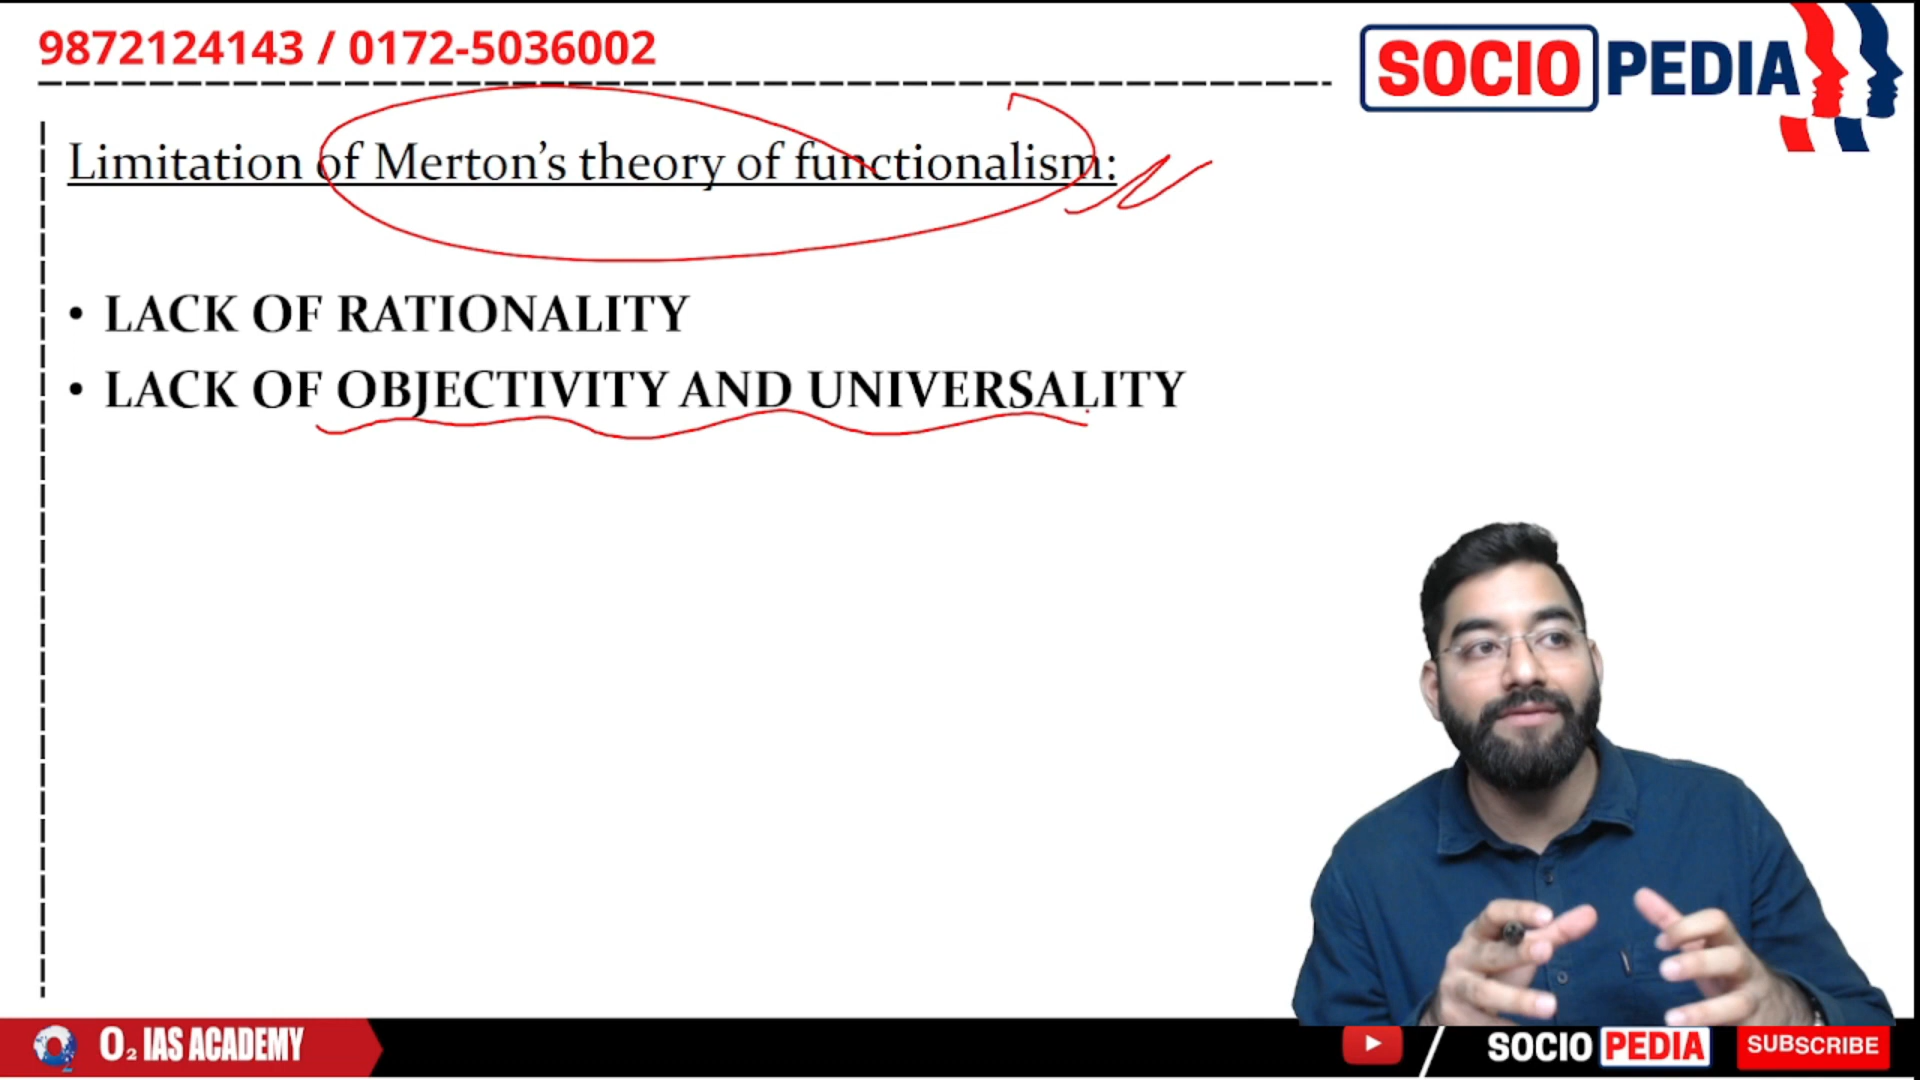 9872124143 / 0172-5036002
SOCIO PEDIA
Limitation of Merton’s theory of functionalism:
• LACK OF RATIONALITY
• LACK OF OBJECTIVITY AND UNIVERSALITY
O₂ IAS ACADEMY
SOCIO PEDIA
SUBSCRIBE